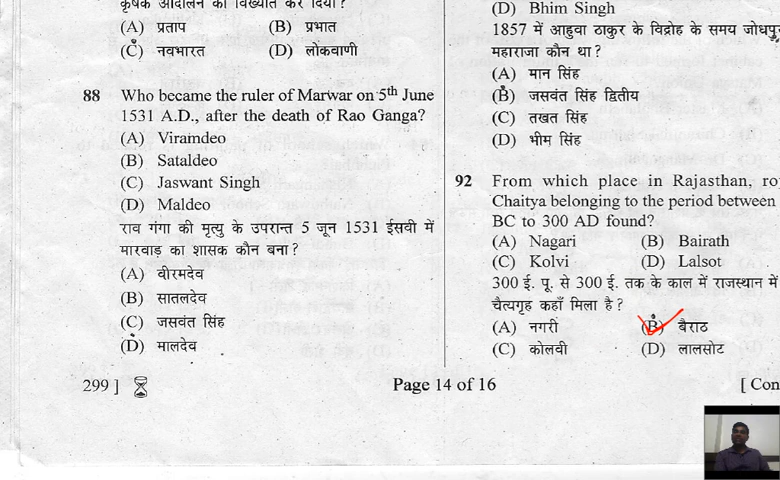 कृषक आंदोलन को विख्यात कर दिया?
(A) प्रताप (B) प्रभात
(C) नवभारत (D) लोकवाणी
88 Who became the ruler of Marwar on 5th June
1531 A.D., after the death of Rao Ganga?
(A) Viramdeo
(B) Sataldeo
(C) Jaswant Singh
(D) Maldeo
राव गंगा की मृत्यु के उपरान्त 5 जून 1531 ईसवी में
मारवाड़ का शासक कौन बना?
(A) वीरमदेव
(B) सातलदेव
(C) जसवंत सिंह
(D) मालदेव
(D) Bhim Singh
1857 में आहुवा ठाकुर के विद्रोह के समय जोधपुर
महाराजा कौन था?
(A) मान सिंह
(B) जसवंत सिंह द्वितीय
(C) तखत सिंह
(D) भीम सिंह
92 From which place in Rajasthan, ro
Chaitya belonging to the period between
BC to 300 AD found?
(A) Nagari (B) Bairath
(C) Kolvi (D) Lalsot
300 ई. पू. से 300 ई. तक के काल में राजस्थान में
चैत्यगृह कहाँ मिला है?
(A) नगरी (B) बैराठ
(C) कोलवी (D) लालसोट
299 ] Page 14 of 16 [ Con